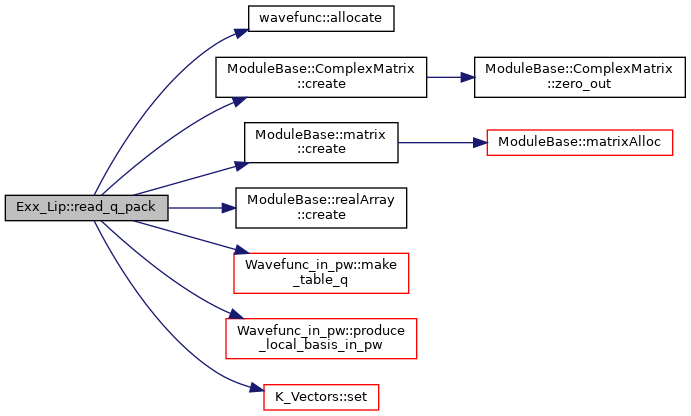 wavefunc::allocate
ModuleBase::ComplexMatrix
::create
ModuleBase::ComplexMatrix
::zero_out
ModuleBase::matrix
::create
ModuleBase::matrixAlloc
Exx_Lip::read_q_pack
ModuleBase::realArray
::create
Wavefunc_in_pw::make
_table_q
Wavefunc_in_pw::produce
_local_basis_in_pw
K_Vectors::set